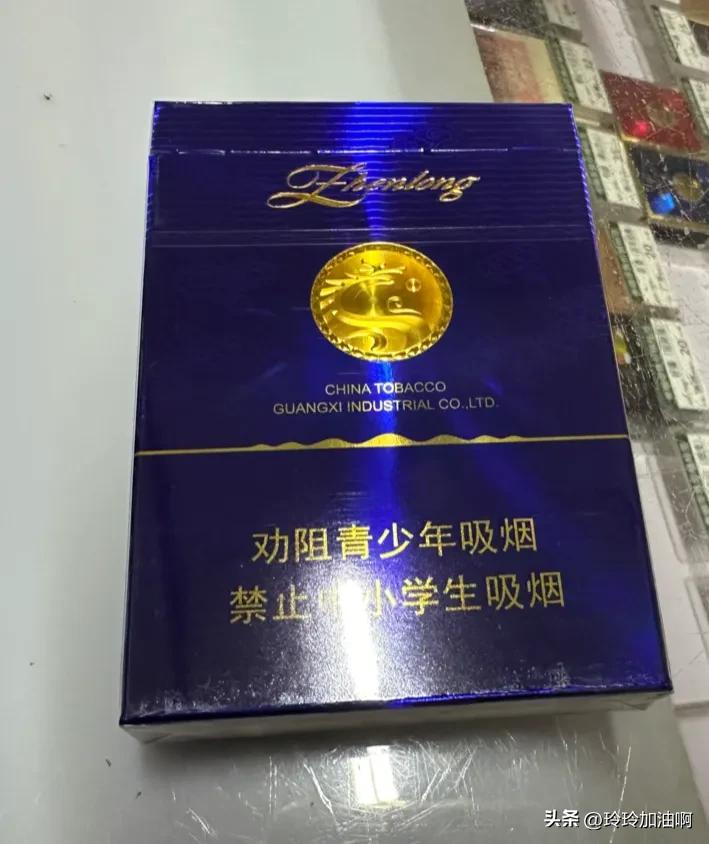 Zhenlong
CHINA TOBACCO
GUANGXI INDUSTRIAL CO.,LTD.
劝阻青少年吸烟
禁止中小学生吸烟
头条 @玲玲加油啊